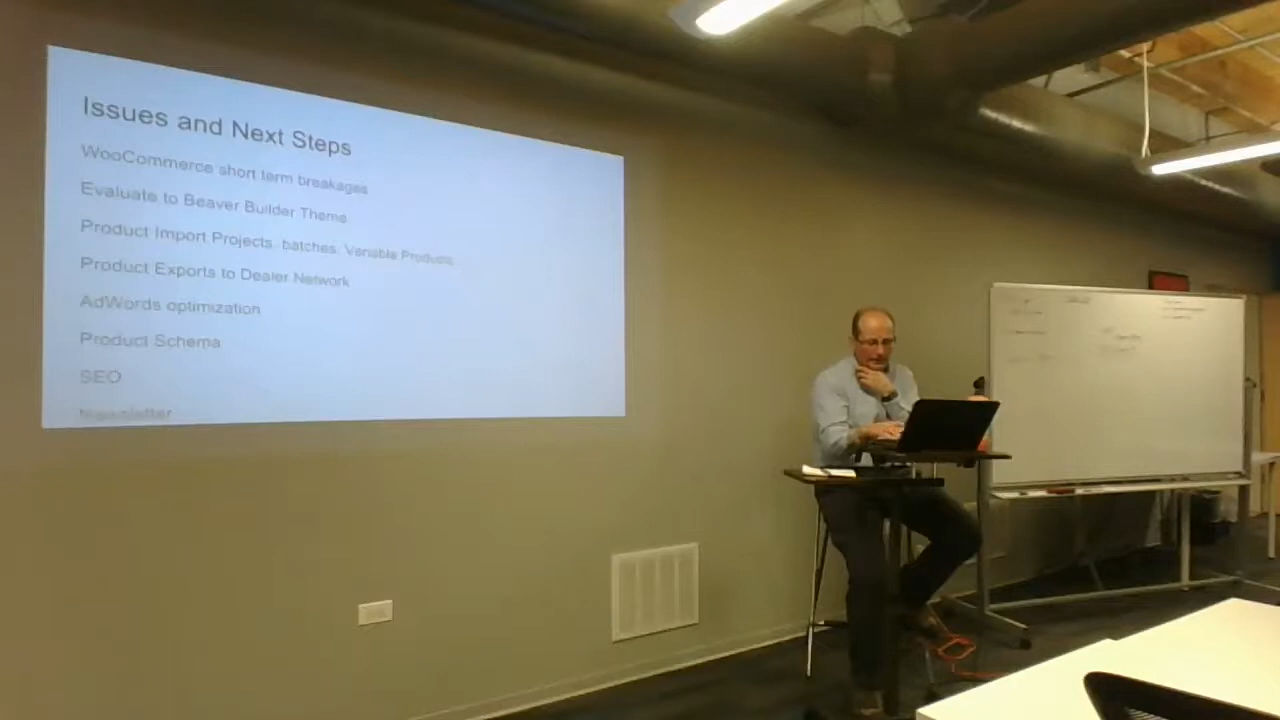 Issues and Next Steps
WooCommerce short term breakages
Evaluate to Beaver Builder Theme
Product Import Projects, batches, Variable Products
Product Exports to Dealer Network
AdWords optimization
Product Schema
SEO
Newsletter